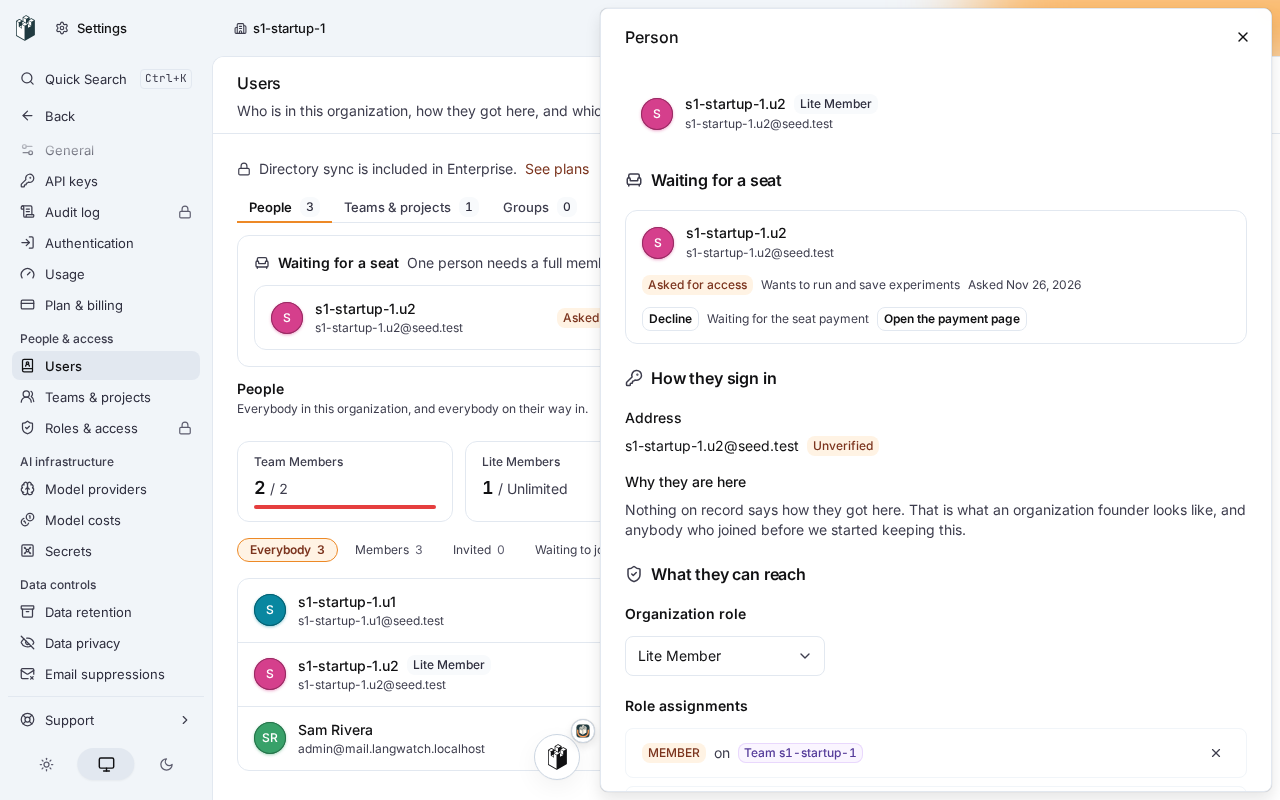 Settings
s1-startup-1
Quick Search Ctrl+K
Back
General
API keys
Audit log
Authentication
Usage
Plan & billing
People & access
Users
Teams & projects
Roles & access
AI infrastructure
Model providers
Model costs
Secrets
Data controls
Data retention
Data privacy
Email suppressions
Support
Users
Who is in this organization, how they got here, and whic
Directory sync is included in Enterprise. See plans
People 3 Teams & projects 1 Groups 0
Waiting for a seat One person needs a full memb
S
s1-startup-1.u2
s1-startup-1.u2@seed.test
Asked
People
Everybody in this organization, and everybody on their way in.
Team Members
2 / 2
Lite Members
1 / Unlimited
Everybody 3 Members 3 Invited 0 Waiting to jo
S
s1-startup-1.u1
s1-startup-1.u1@seed.test
S
s1-startup-1.u2 Lite Member
s1-startup-1.u2@seed.test
SR
Sam Rivera
admin@mail.langwatch.localhost
Person
S
s1-startup-1.u2 Lite Member
s1-startup-1.u2@seed.test
Waiting for a seat
S
s1-startup-1.u2
s1-startup-1.u2@seed.test
Asked for access Wants to run and save experiments Asked Nov 26, 2026
Decline Waiting for the seat payment Open the payment page
How they sign in
Address
s1-startup-1.u2@seed.test Unverified
Why they are here
Nothing on record says how they got here. That is what an organization founder looks like, and
anybody who joined before we started keeping this.
What they can reach
Organization role
Lite Member
Role assignments
MEMBER on Team s1-startup-1